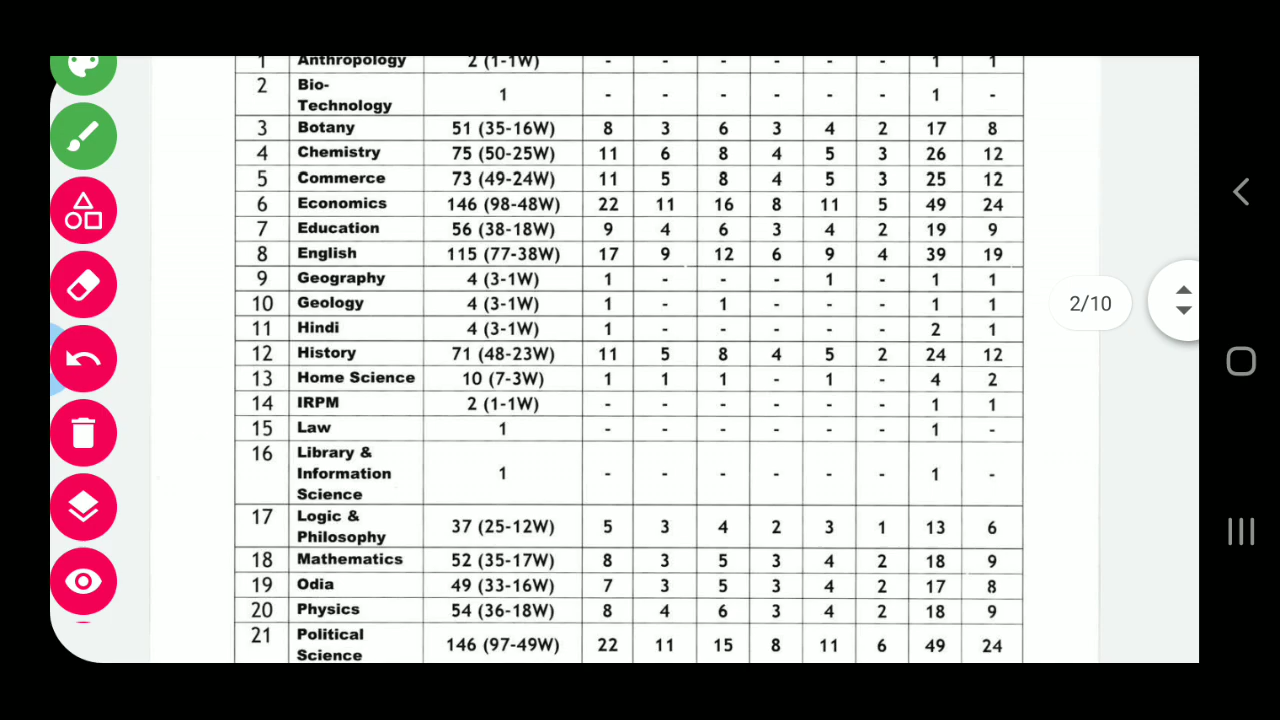 1 Anthropology 2 (1-1W) - - - - - - 1 1
2 Bio-
Technology 1 - - - - - - 1 -
3 Botany 51 (35-16W) 8 3 6 3 4 2 17 8
4 Chemistry 75 (50-25W) 11 6 8 4 5 3 26 12
5 Commerce 73 (49-24W) 11 5 8 4 5 3 25 12
6 Economics 146 (98-48W) 22 11 16 8 11 5 49 24
7 Education 56 (38-18W) 9 4 6 3 4 2 19 9
8 English 115 (77-38W) 17 9 12 6 9 4 39 19
9 Geography 4 (3-1W) 1 - - - 1 - 1 1
10 Geology 4 (3-1W) 1 - 1 - - - 1 1
11 Hindi 4 (3-1W) 1 - - - - - 2 1
12 History 71 (48-23W) 11 5 8 4 5 2 24 12
13 Home Science 10 (7-3W) 1 1 1 - 1 - 4 2
14 IRPM 2 (1-1W) - - - - - - 1 1
15 Law 1 - - - - - - 1 -
16 Library &
Information 1 - - - - - - 1 -
Science
17 Logic &
Philosophy 37 (25-12W) 5 3 4 2 3 1 13 6
18 Mathematics 52 (35-17W) 8 3 5 3 4 2 18 9
19 Odia 49 (33-16W) 7 3 5 3 4 2 17 8
20 Physics 54 (36-18W) 8 4 6 3 4 2 18 9
21 Political
Science 146 (97-49W) 22 11 15 8 11 6 49 24
2/10